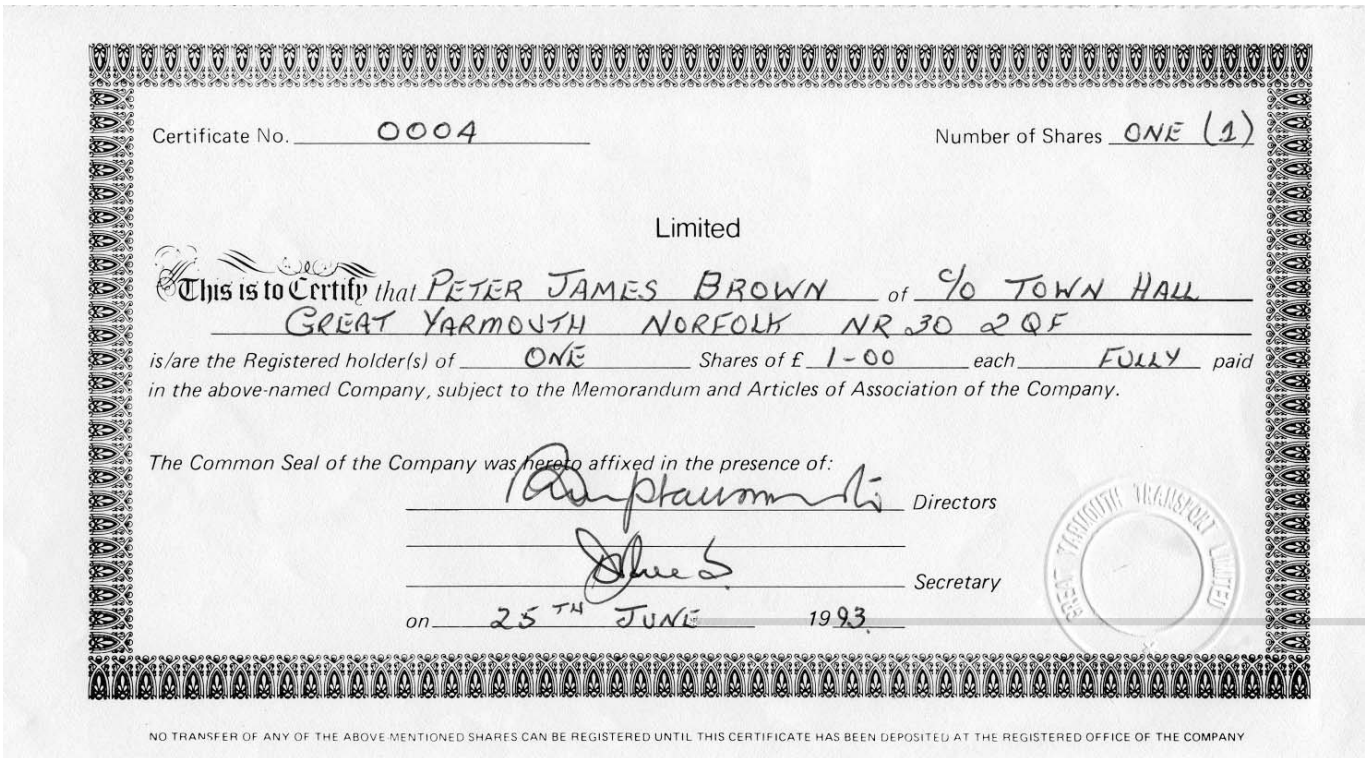 Certificate No. 0004
Number of Shares ONE (1)
Limited
This is to Certify that PETER JAMES BROWN of c/o TOWN HALL
GREAT YARMOUTH NORFOLK NR 30 2QF
is/are the Registered holder(s) of ONE Shares of £ 1-00 each FULLY paid
in the above-named Company, subject to the Memorandum and Articles of Association of the Company.
The Common Seal of the Company was hereto affixed in the presence of:
Directors
Secretary
on 25TH JUNE 1993.
GREAT YARMOUTH TRANSPORT LIMITED
NO TRANSFER OF ANY OF THE ABOVE-MENTIONED SHARES CAN BE REGISTERED UNTIL THIS CERTIFICATE HAS BEEN DEPOSITED AT THE REGISTERED OFFICE OF THE COMPANY